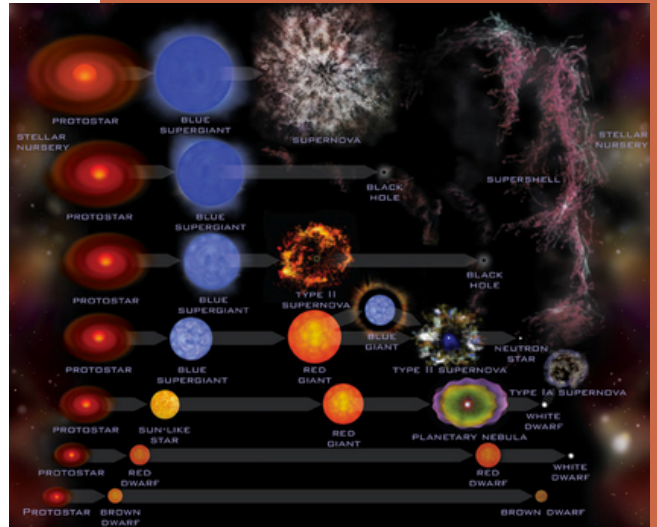 PROTOSTAR
BLUE
SUPERGIANT
SUPERNOVA
STELLAR
NURSERY
STELLAR
NURSERY
PROTOSTAR
BLUE
SUPERGIANT
BLACK
HOLE
SUPERSHELL
PROTOSTAR
BLUE
SUPERGIANT
TYPE II
SUPERNOVA
BLACK
HOLE
PROTOSTAR
BLUE
SUPERGIANT
RED
GIANT
BLUE
GIANT
TYPE II SUPERNOVA
NEUTRON
STAR
TYPE IA SUPERNOVA
PROTOSTAR
SUN-LIKE
STAR
RED
GIANT
PLANETARY NEBULA
WHITE
DWARF
PROTOSTAR
RED
DWARF
RED
DWARF
WHITE
DWARF
PROTOSTAR
BROWN
DWARF
BROWN DWARF